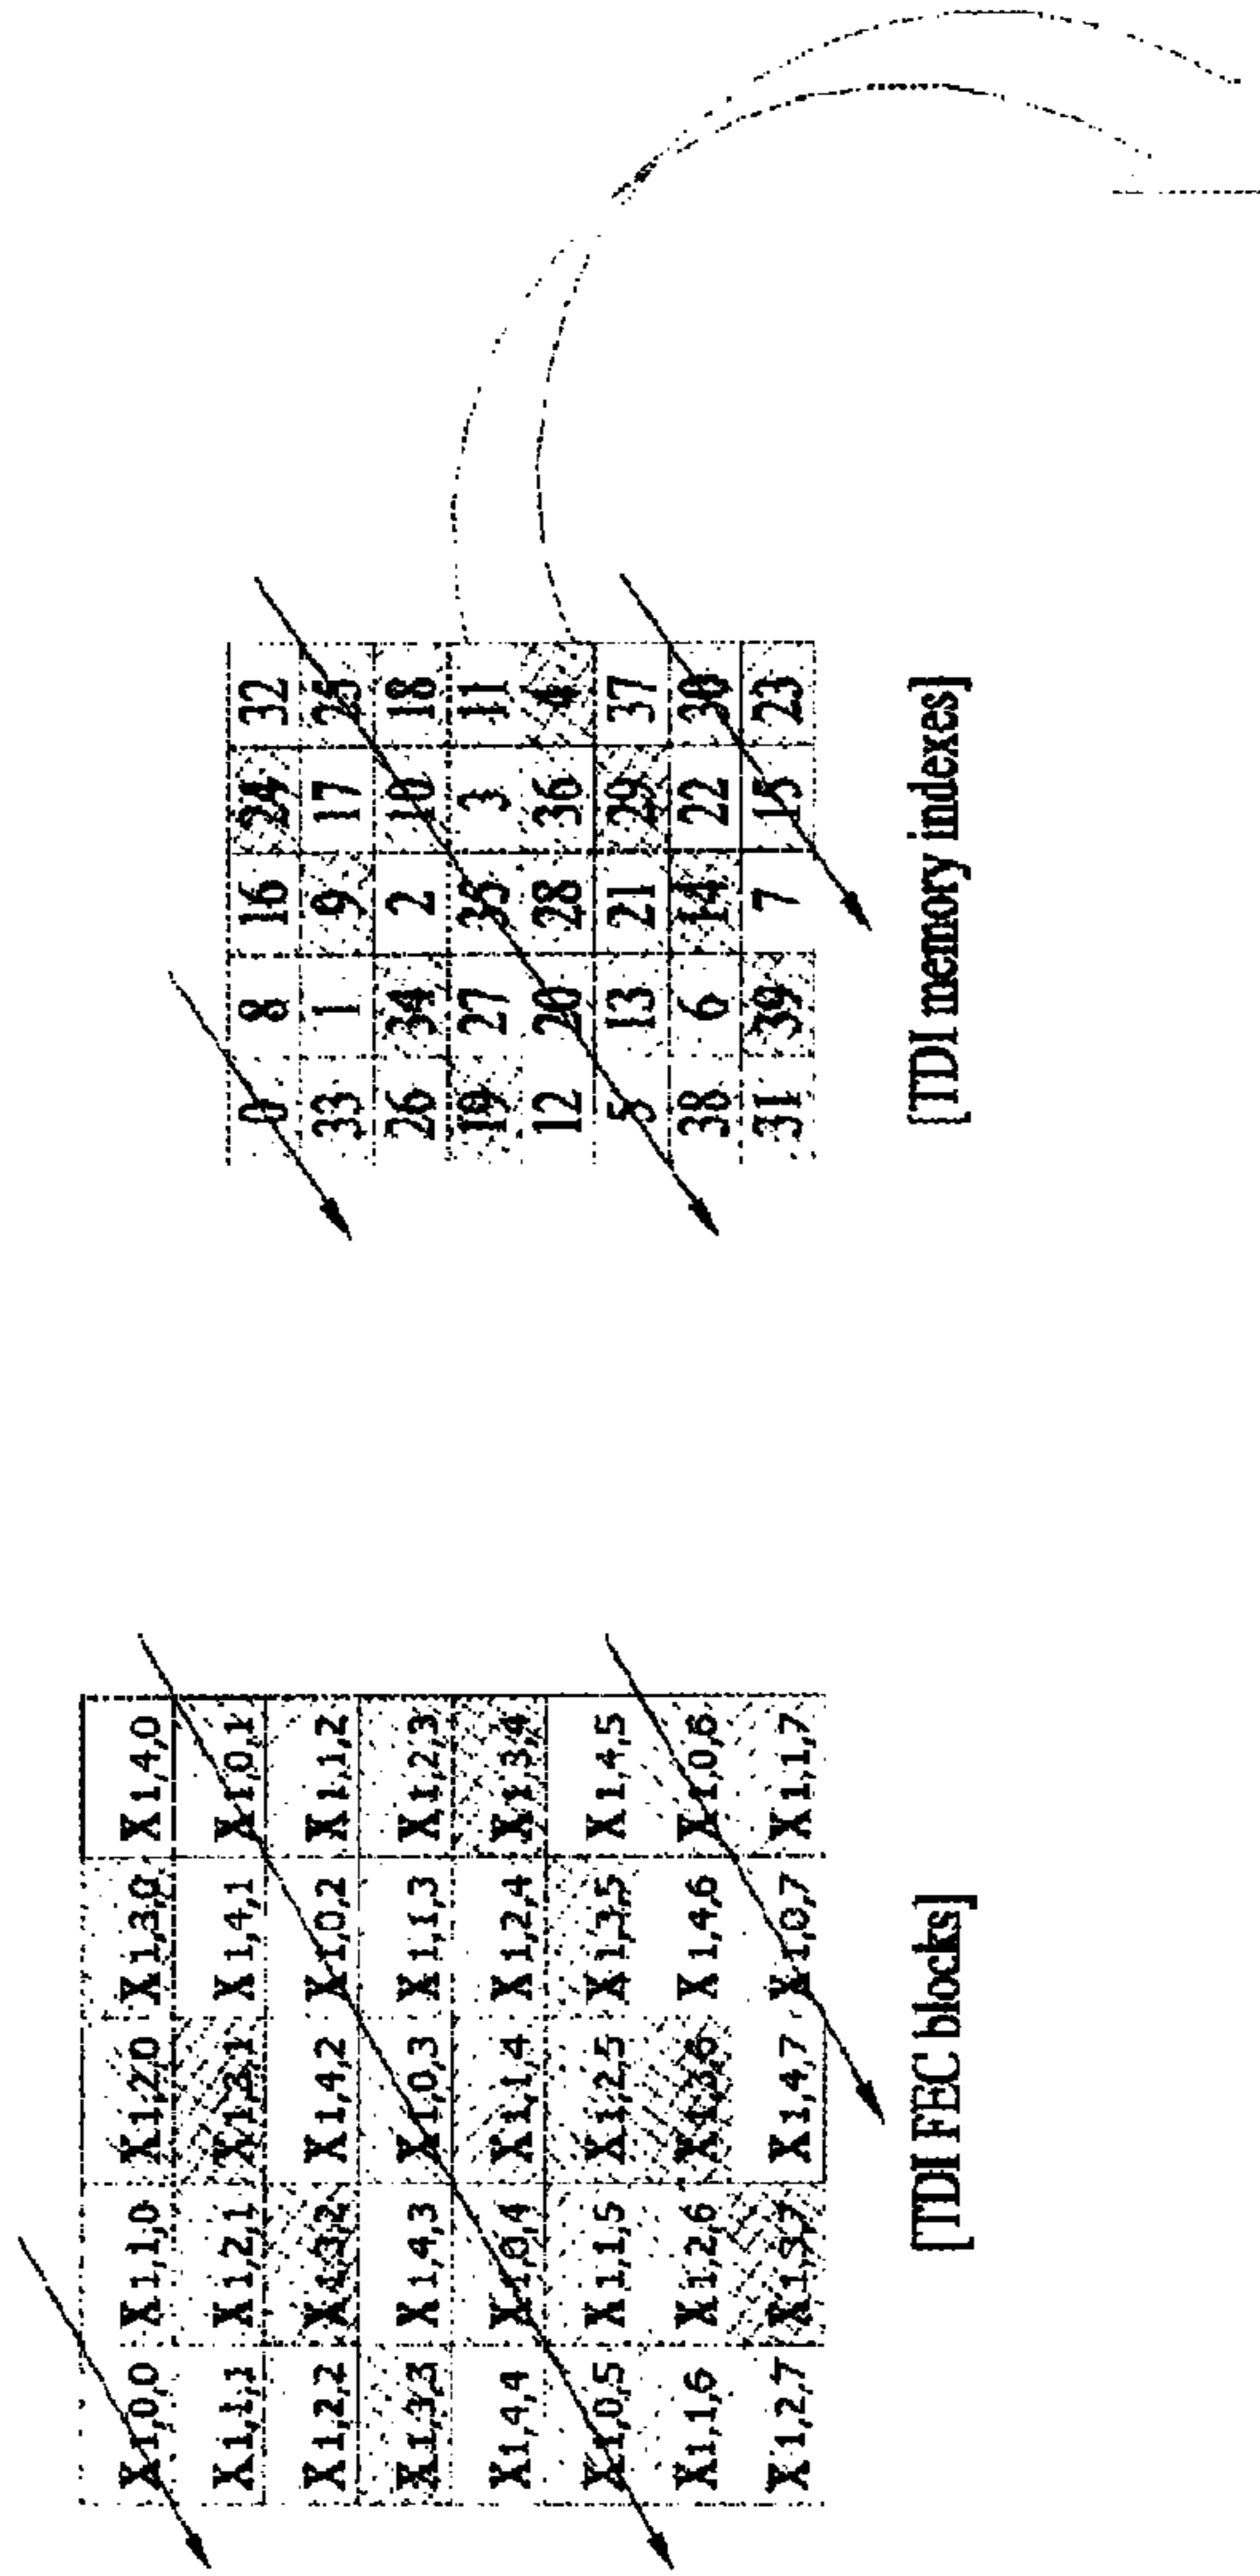 X1,0,0 X1,1,0 X1,2,0 X1,3,0 X1,4,0
X1,1,1 X1,2,1 X1,3,1 X1,4,1 X1,0,1
X1,2,2 X1,3,2 X1,4,2 X1,0,2 X1,1,2
X1,3,3 X1,4,3 X1,0,3 X1,1,3 X1,2,3
X1,4,4 X1,0,4 X1,1,4 X1,2,4 X1,3,4
X1,0,5 X1,1,5 X1,2,5 X1,3,5 X1,4,5
X1,1,6 X1,2,6 X1,3,6 X1,4,6 X1,0,6
X1,2,7 X1,3,7 X1,4,7 X1,0,7 X1,1,7
[TDI FEC blocks]
0 8 16 24 32
33 1 9 17 25
26 34 2 10 18
19 27 35 3 11
12 20 28 36 4
5 13 21 29 37
38 6 14 22 30
31 39 7 15 23
[TDI memory indexes]